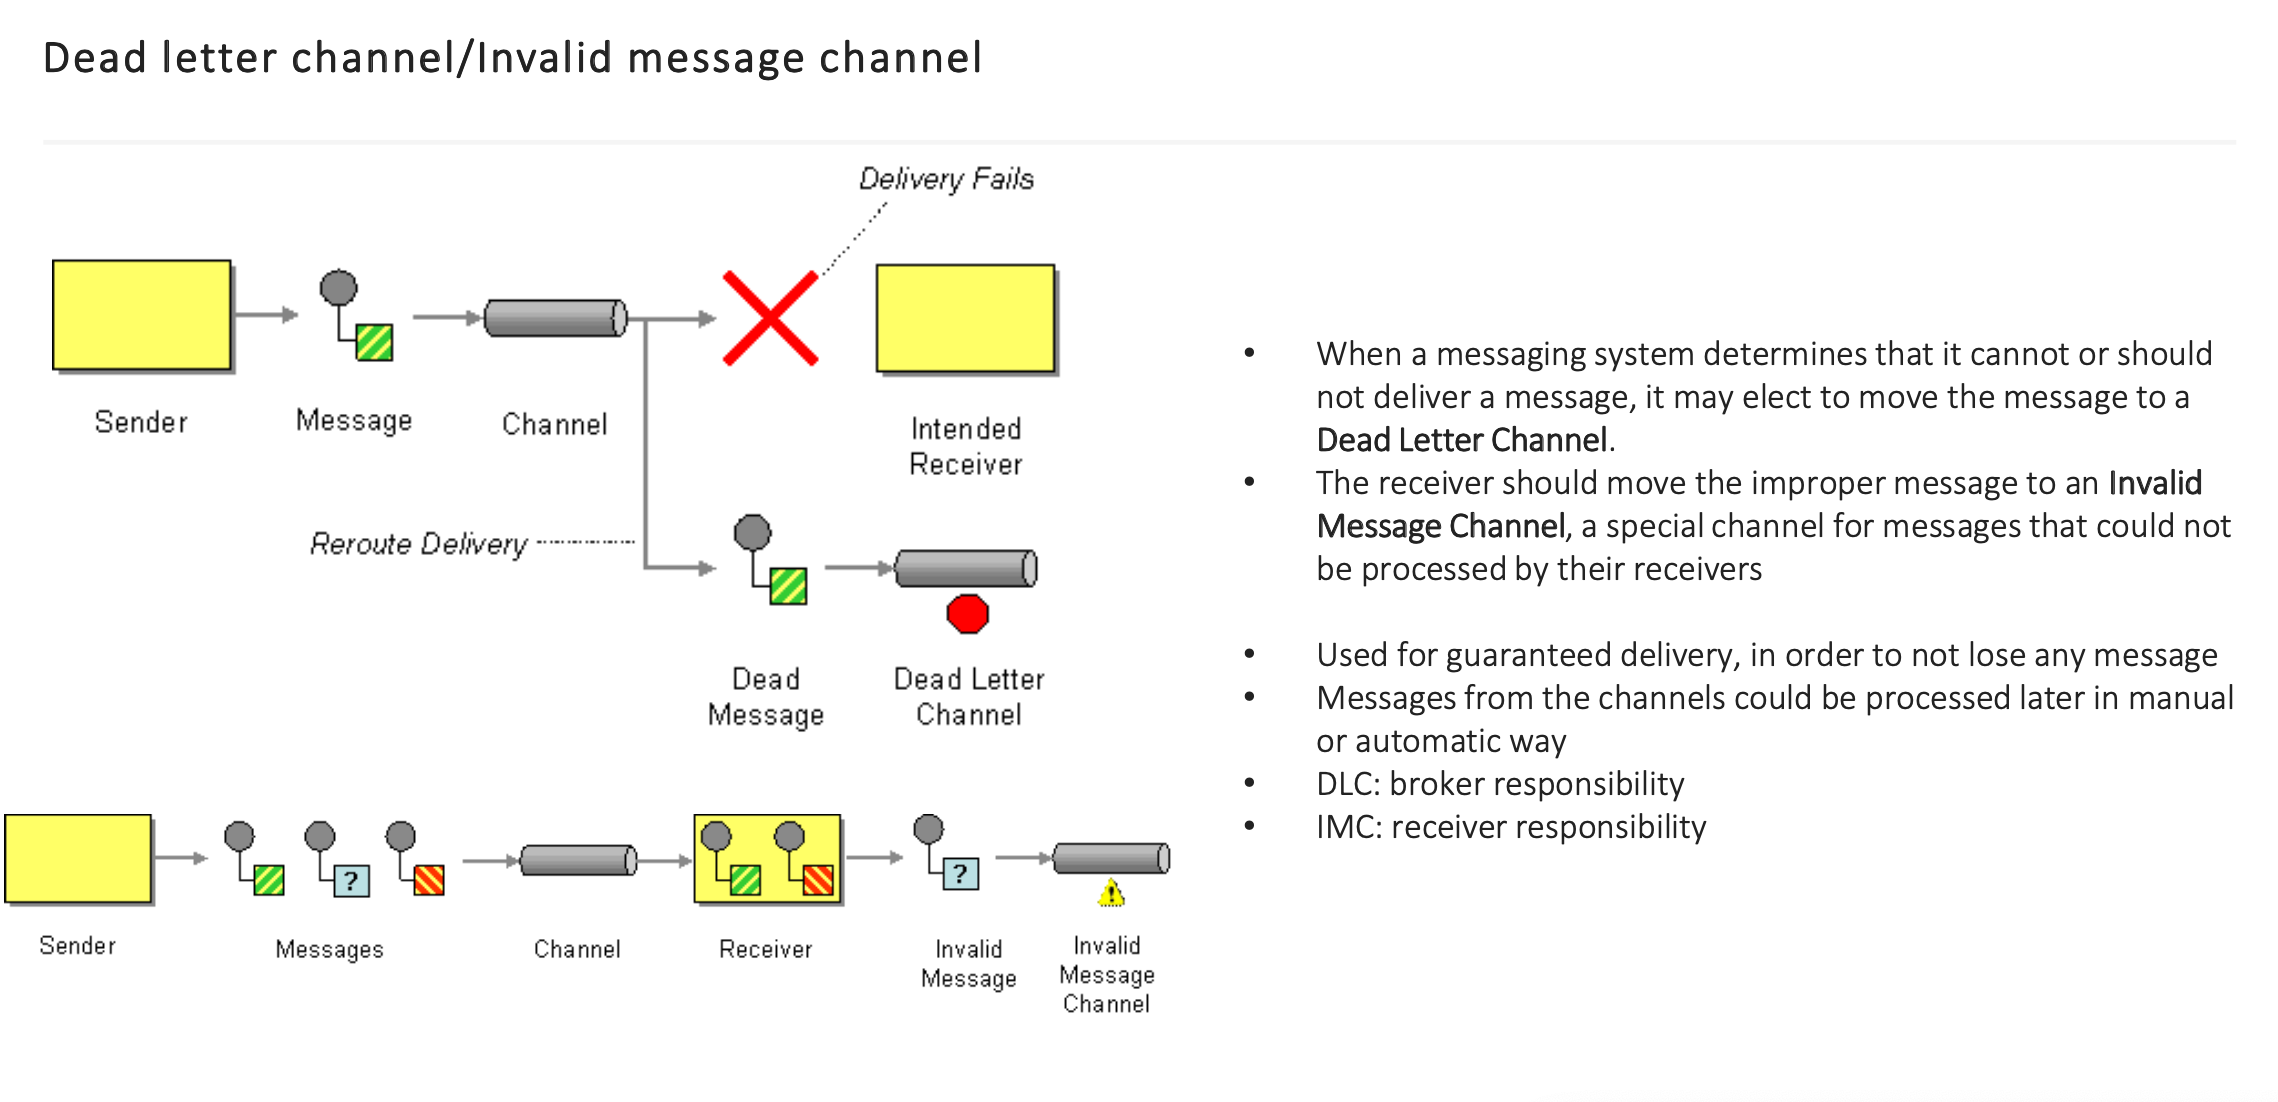 Dead letter channel/Invalid message channel
Delivery Fails
Sender
Message
Channel
Intended
Receiver
Reroute Delivery
Dead
Message
Dead Letter
Channel
?
?
Sender
Messages
Channel
Receiver
Invalid
Message
Invalid
Message
Channel
• When a messaging system determines that it cannot or should
not deliver a message, it may elect to move the message to a
Dead Letter Channel.
• The receiver should move the improper message to an Invalid
Message Channel, a special channel for messages that could not
be processed by their receivers
• Used for guaranteed delivery, in order to not lose any message
• Messages from the channels could be processed later in manual
or automatic way
• DLC: broker responsibility
• IMC: receiver responsibility